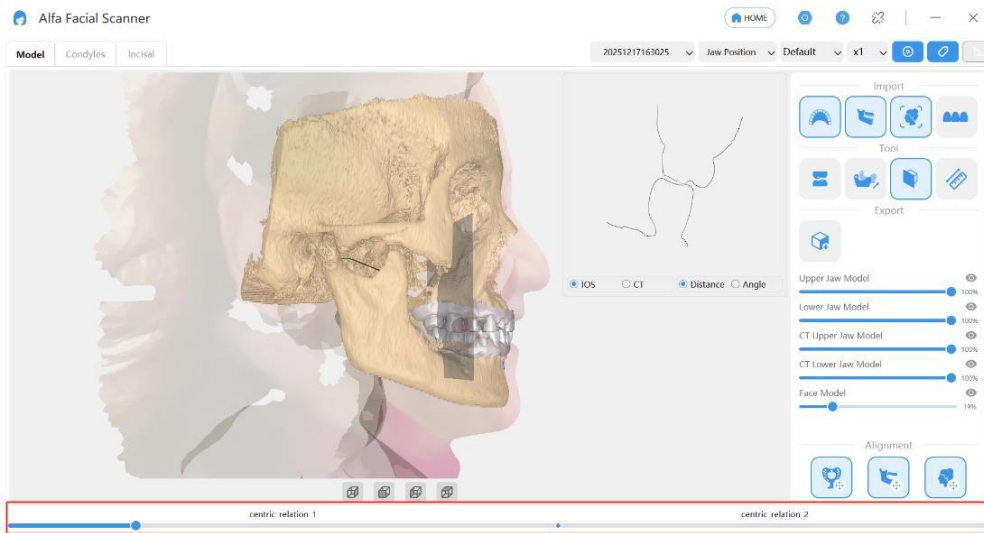 Alfa Facial Scanner
HOME
Model Condyles Incisal
20251217163025 Jaw Position Default x1
Import
Tool
Export
IOS CT Distance Angle
Upper Jaw Model
100%
Lower Jaw Model
100%
CT Upper Jaw Model
100%
CT Lower Jaw Model
100%
Face Model
19%
Alignment
centric relation 1 centric relation 2